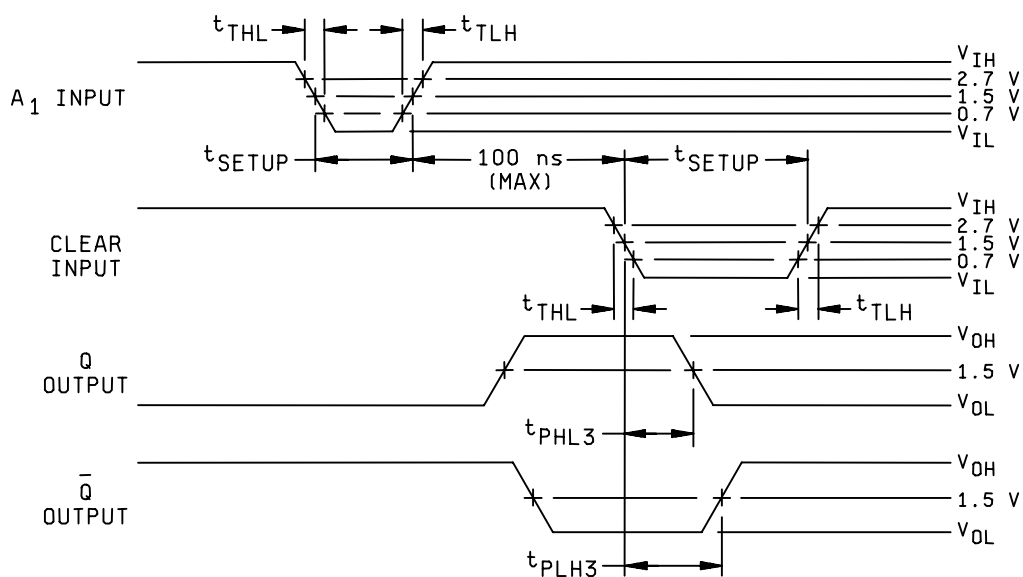 tTHL tTLH
VIH
2.7 V
A1 INPUT
1.5 V
0.7 V
VIL
tSETUP 100 ns (MAX) tSETUP
VIH
2.7 V
CLEAR INPUT
1.5 V
0.7 V
VIL
tTHL tTLH
VOH
Q OUTPUT
1.5 V
VOL
tPHL3
VOH
Q̅ OUTPUT
1.5 V
VOL
tPLH3